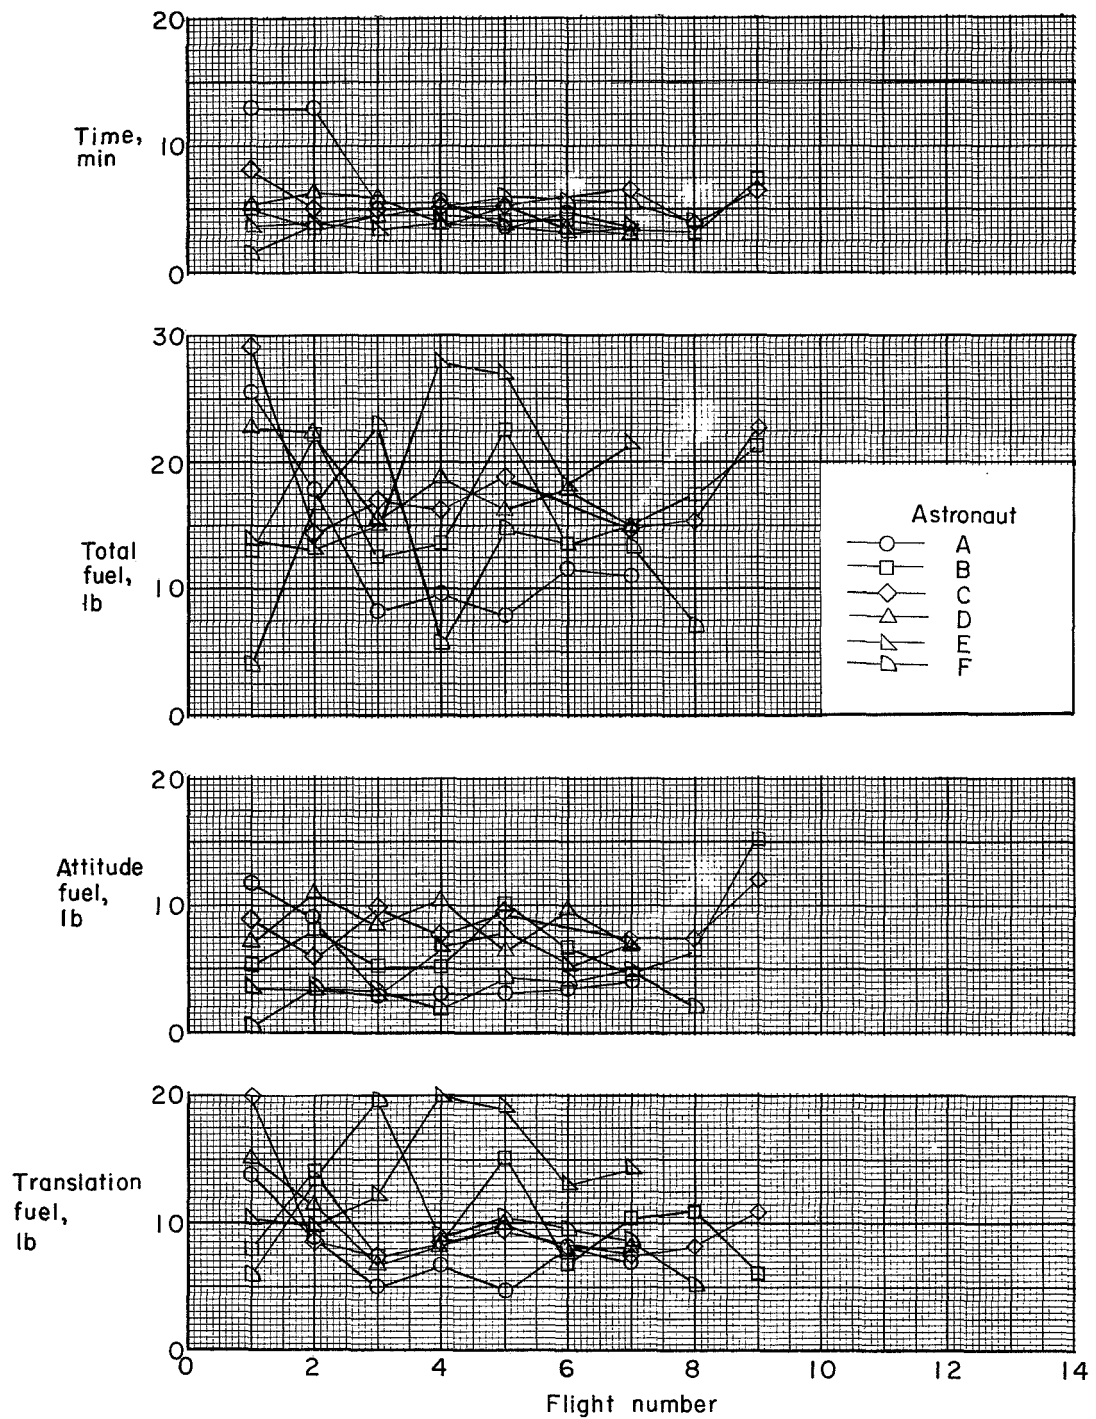 20
Time,
min
10
0
30
20
Total
fuel,
lb
10
0
Astronaut
A
B
C
D
E
F
20
Attitude
fuel,
lb
10
0
20
Translation
fuel,
lb
10
0
0 2 4 6 8 10 12 14
Flight number